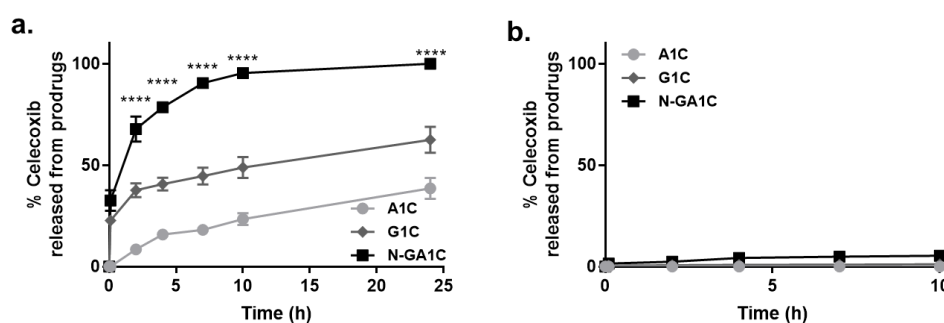 a.
% Celecoxib
released from prodrugs
100
50
0
****
****
****
****
****
A1C
G1C
N-GA1C
0
5
10
15
20
25
Time (h)
b.
% Celecoxib
released from prodrugs
100
50
0
A1C
G1C
N-GA1C
0
5
10
Time (h)